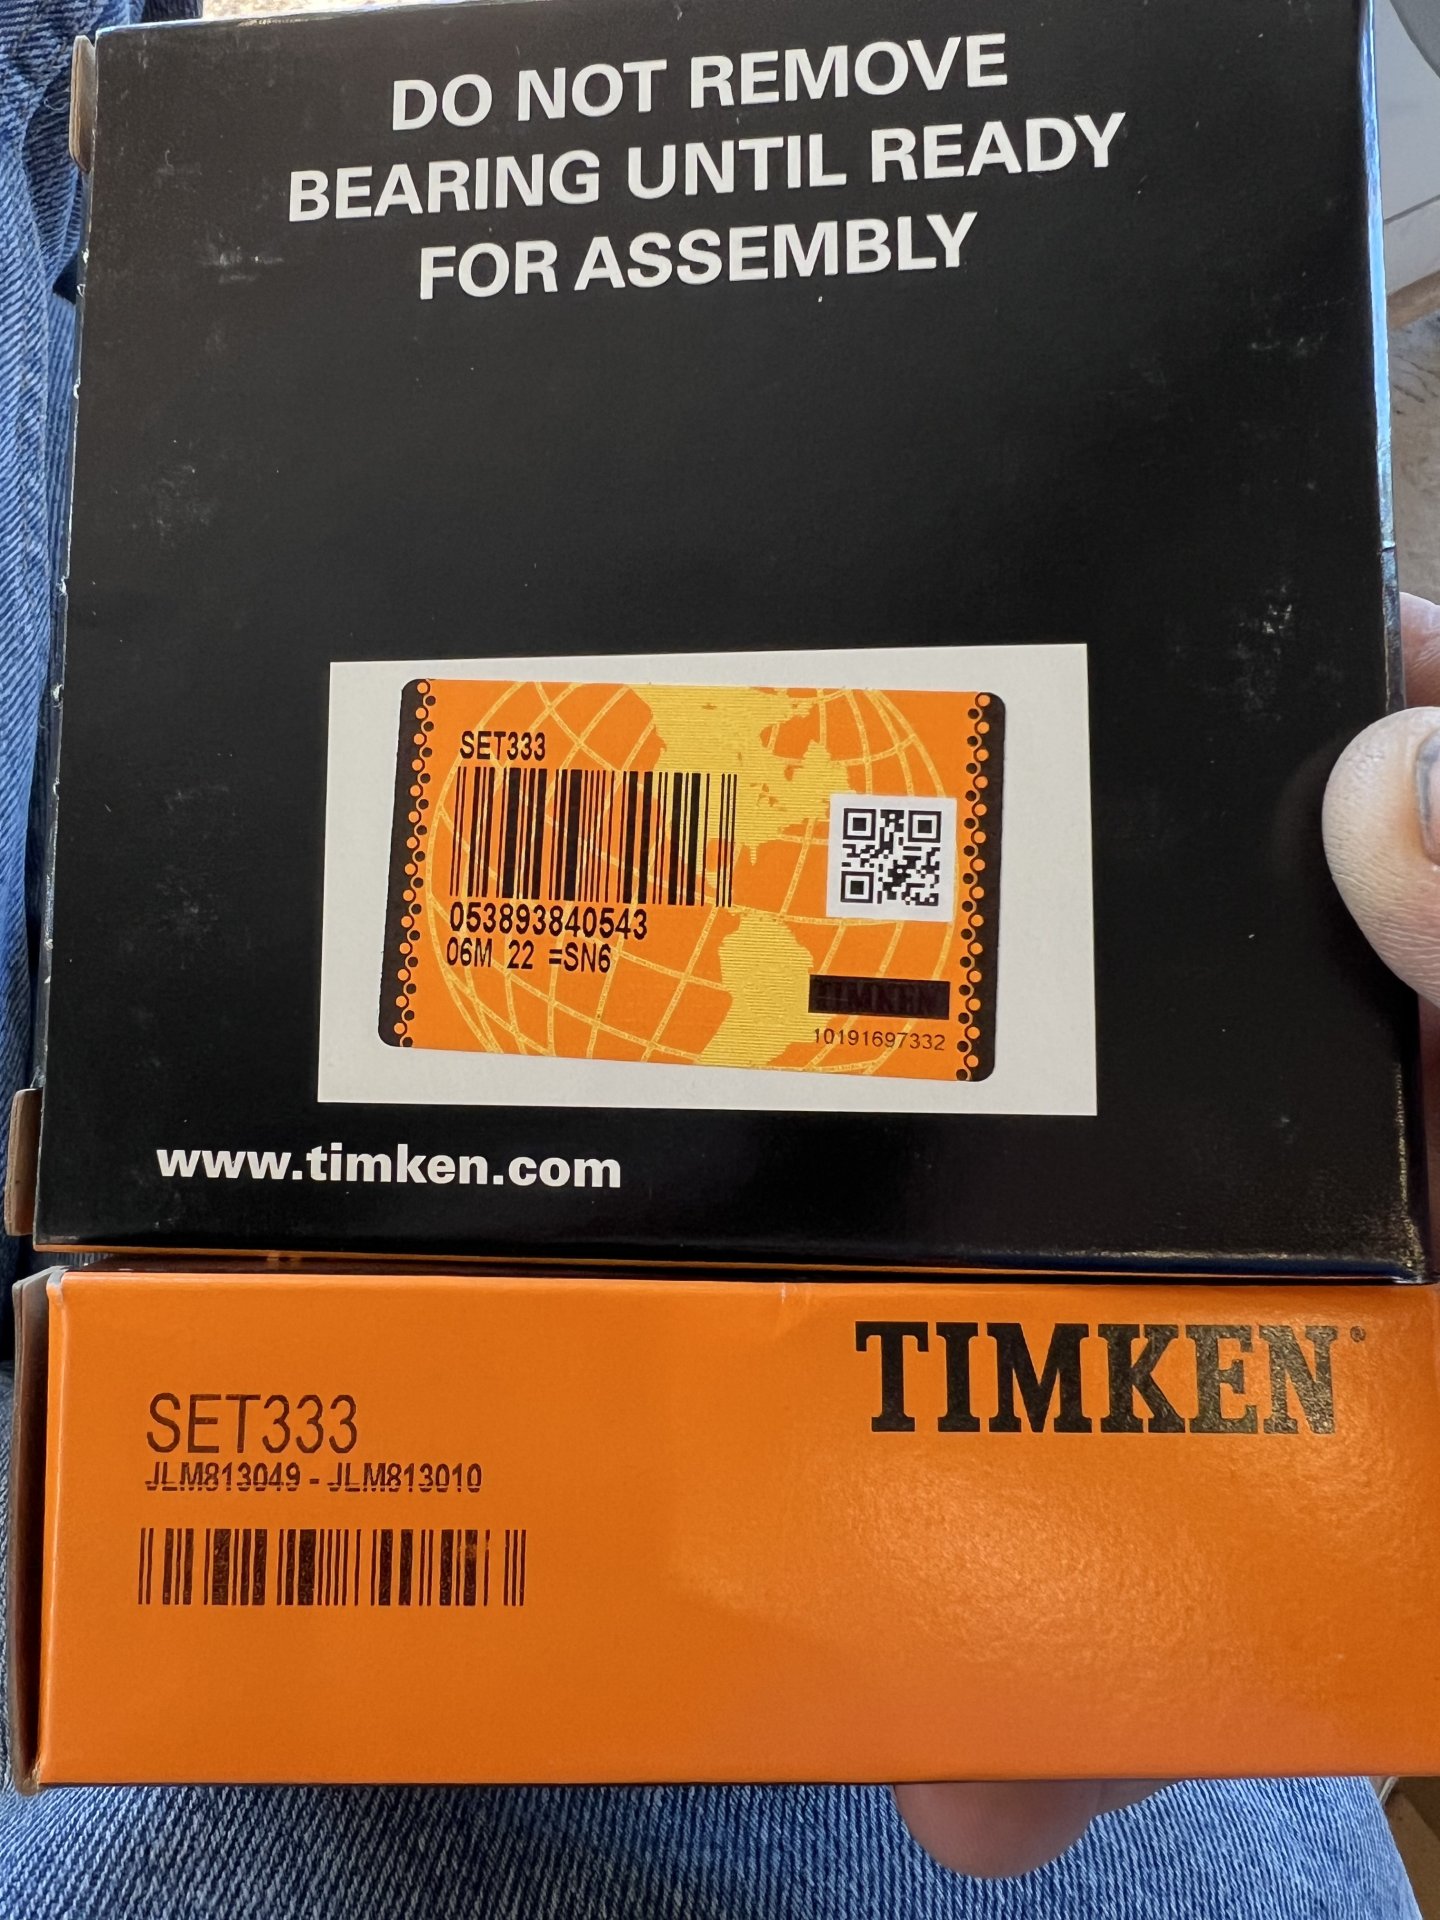 DO NOT REMOVE
BEARING UNTIL READY
FOR ASSEMBLY
SET333
053893840543
06M 22 =SN6
TIMKEN
10191697332
www.timken.com
TIMKEN®
SET333
JLM813049 - JLM813010